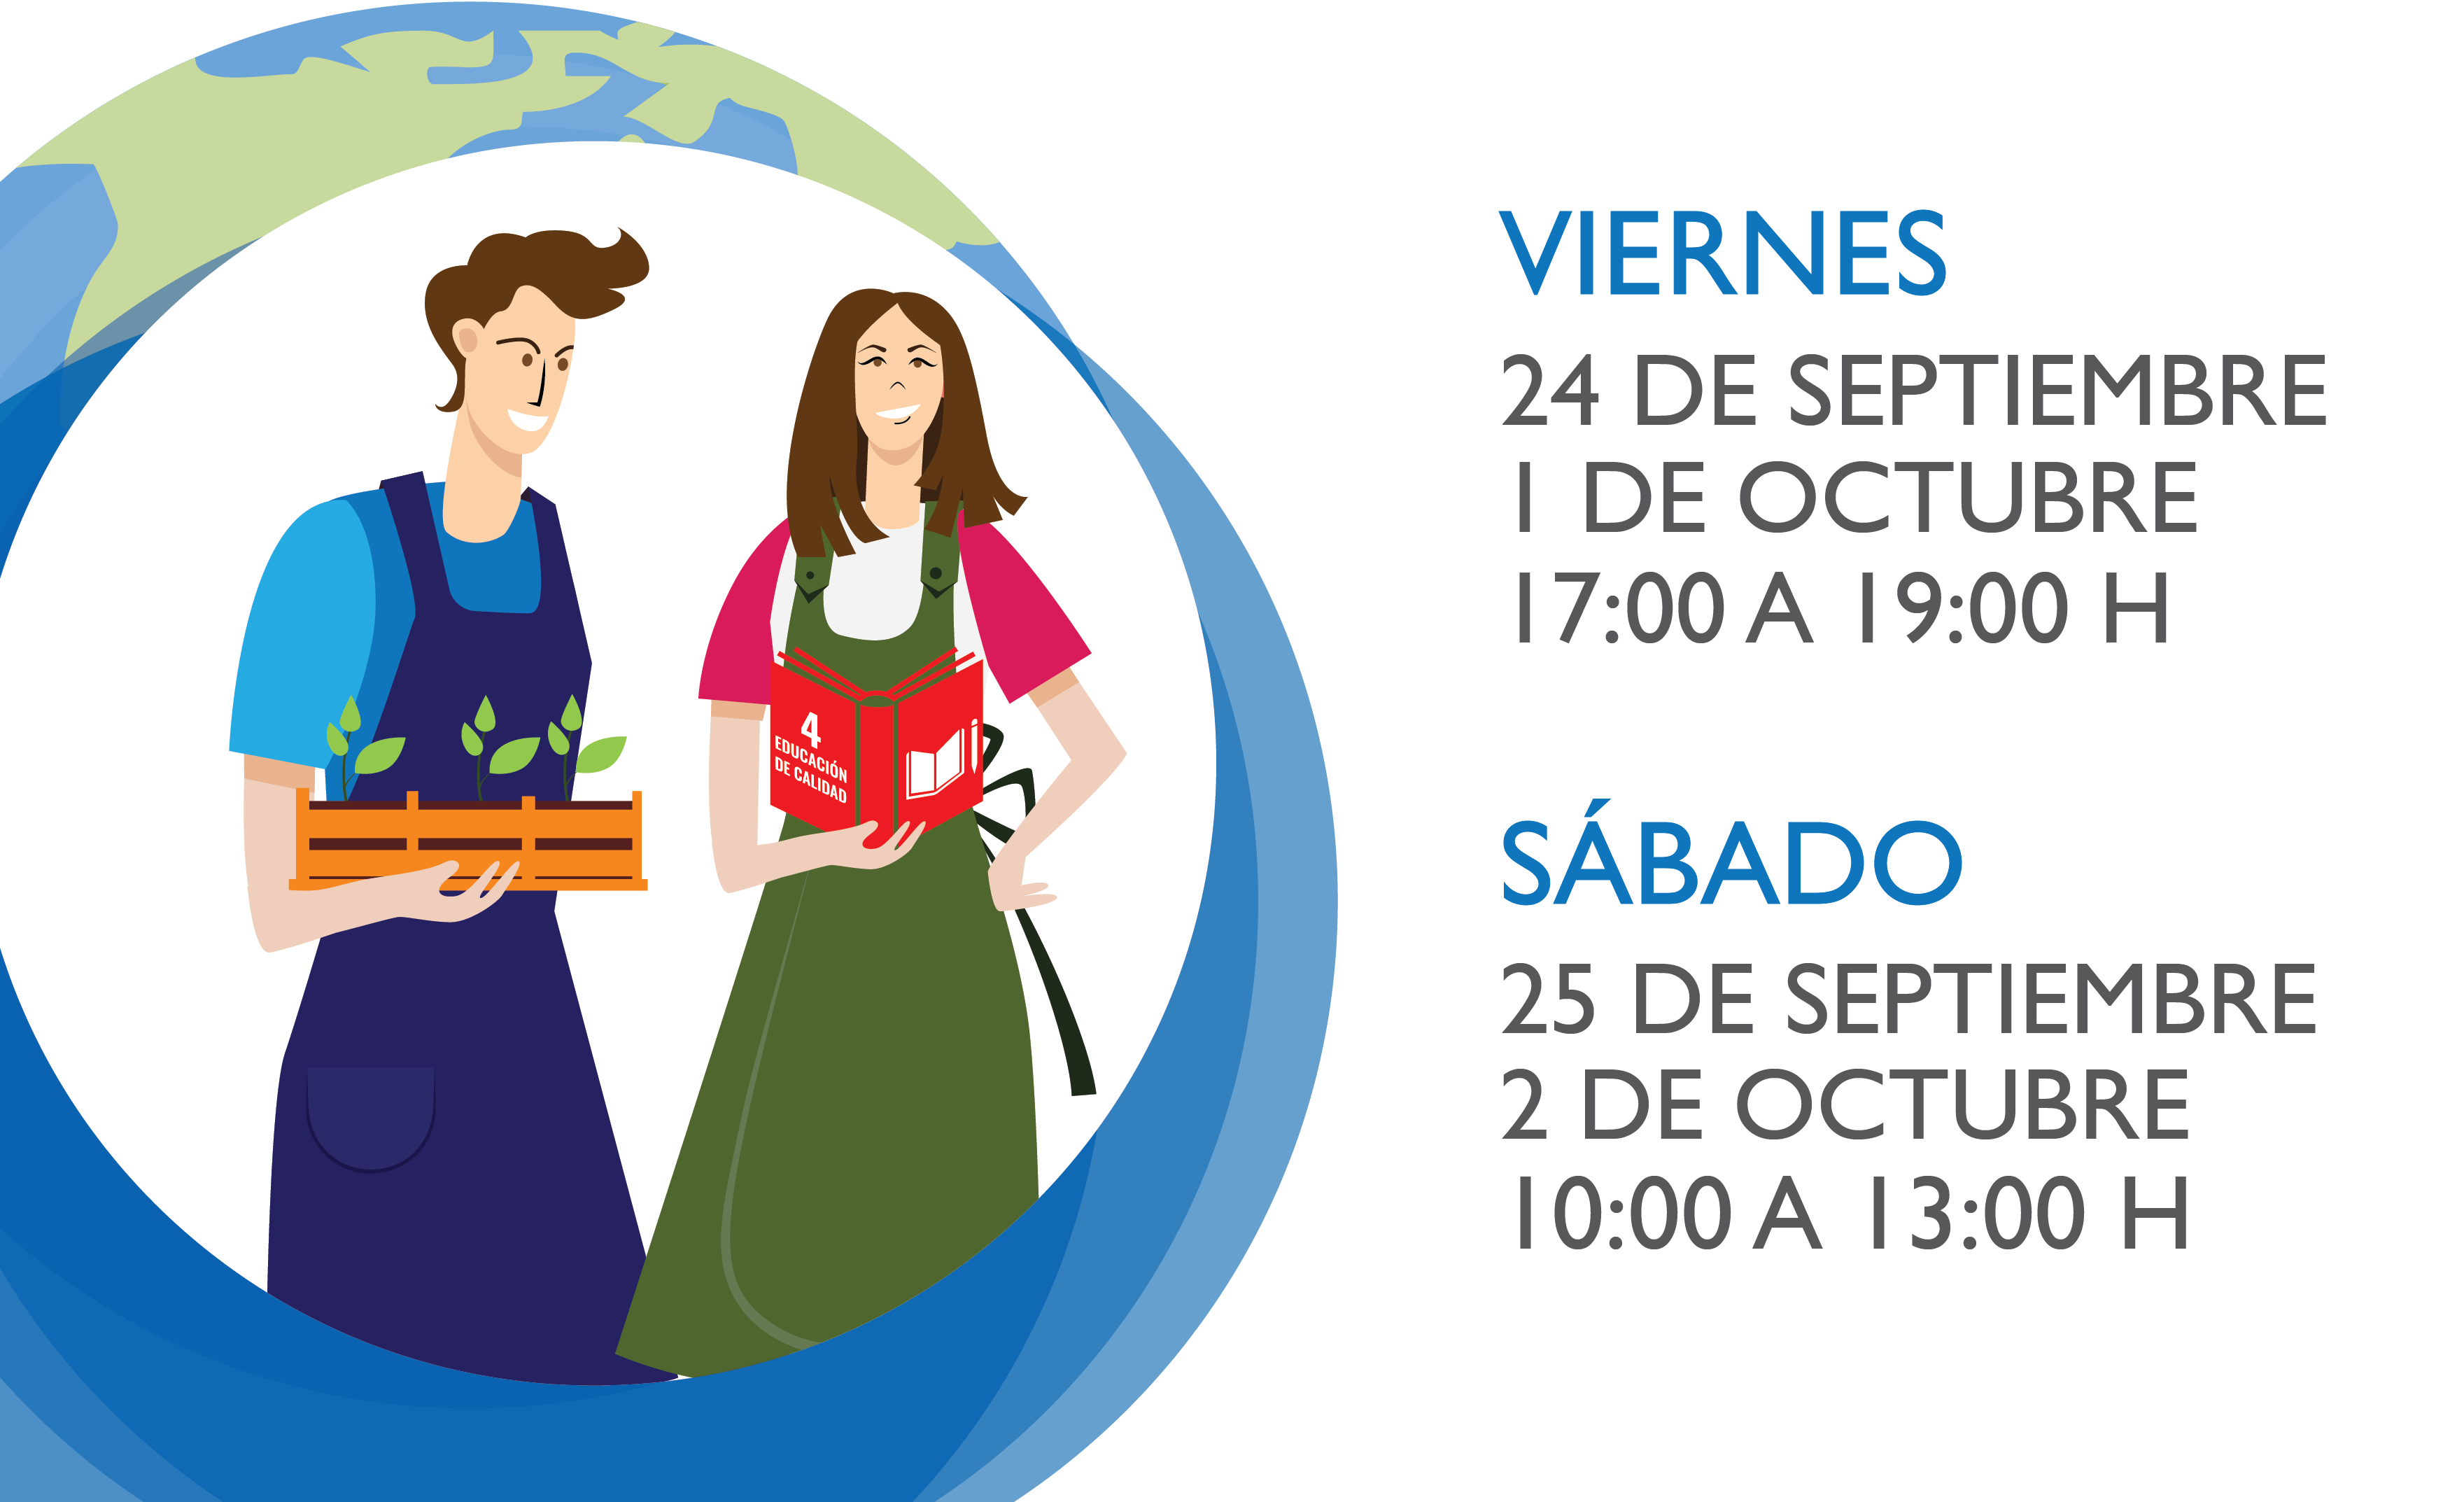 4
EDUCACIÓN
DE CALIDAD
VIERNES
24 DE SEPTIEMBRE
1 DE OCTUBRE
17:00 A 19:00 H
SÁBADO
25 DE SEPTIEMBRE
2 DE OCTUBRE
10:00 A 13:00 H